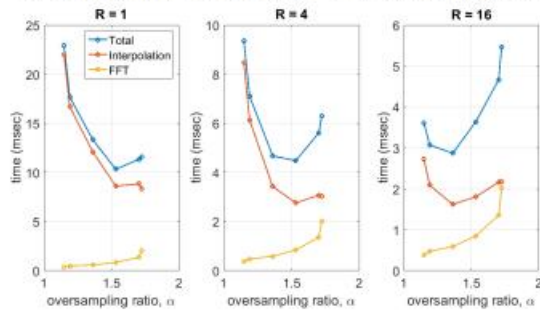 R = 1
25
20
15
10
5
0
time (msec)
Total
Interpolation
FFT
1
1.5
2
oversampling ratio, α
R = 4
10
8
6
4
2
0
time (msec)
1
1.5
2
oversampling ratio, α
R = 16
6
5
4
3
2
1
0
time (msec)
1
1.5
2
oversampling ratio, α